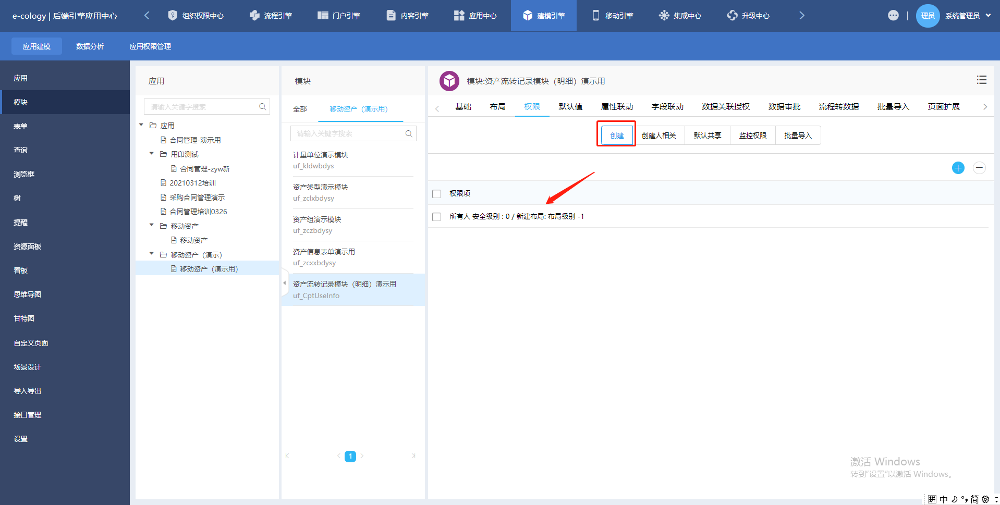 e-cology | 后端引擎应用中心
组织权限中心
流程引擎
门户引擎
内容引擎
应用中心
建模引擎
移动引擎
集成中心
升级中心
理员
系统管理员
应用建模
数据分析
应用权限管理
应用
模块
表单
查询
浏览框
树
提醒
资源面板
看板
思维导图
甘特图
自定义页面
场景设计
导入导出
接口管理
设置
应用
请输入关键字搜索
应用
合同管理-演示用
用印测试
合同管理-zyw新
20210312培训
采购合同管理演示
合同管理培训0326
移动资产
移动资产
移动资产（演示）
移动资产（演示用）
模块
全部
移动资产（演示用）
请输入关键字搜索
计量单位演示模块
uf_kldwbdys
资产类型演示模块
uf_zclxbdysy
资产组演示模块
uf_zczbdysy
资产信息表单演示用
uf_zcxxbdysy
资产流转记录模块（明细）演示用
uf_CptUseInfo
1
模块:资产流转记录模块（明细）演示用
基础
布局
权限
默认值
属性联动
字段联动
数据关联授权
数据审批
流程转数据
批量导入
页面扩展
创建
创建人相关
默认共享
监控权限
批量导入
权限项
所有人 安全级别 : 0 / 新建布局: 布局级别 -1
激活 Windows
转到"设置"以激活 Windows。
拼 中 简